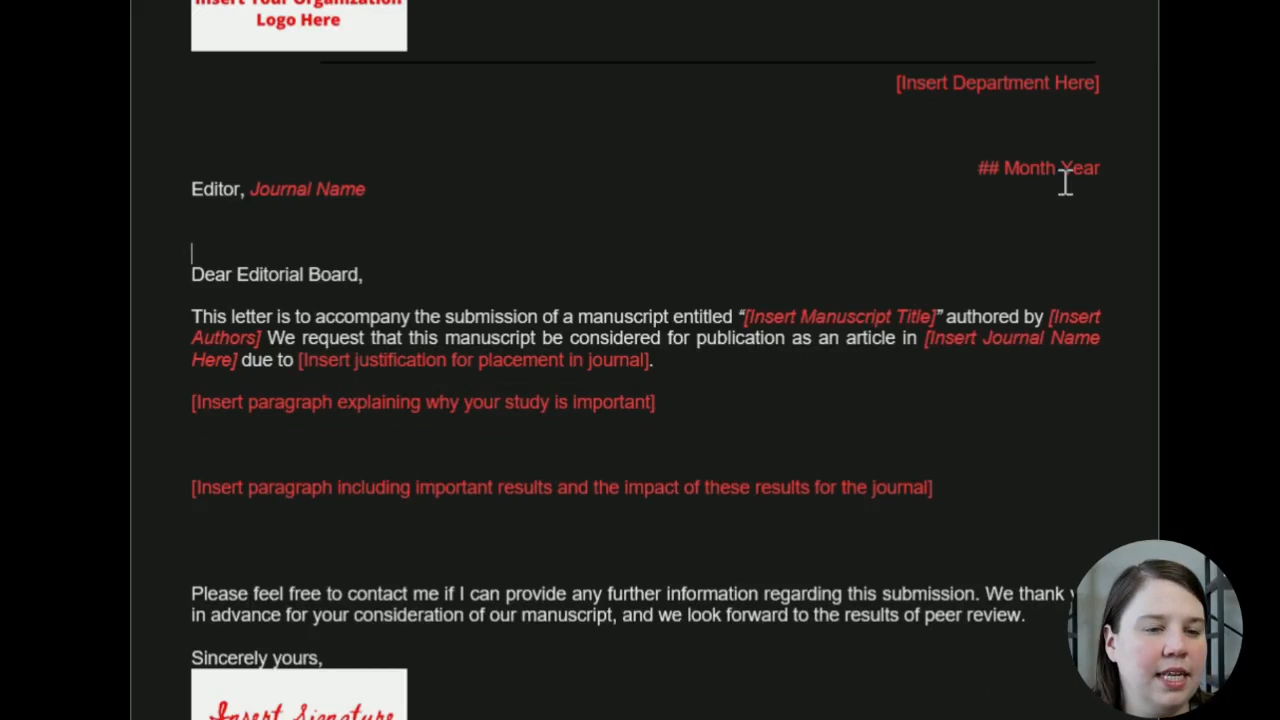 Insert Your Organization
Logo Here
[Insert Department Here]
## Month Year
Editor, Journal Name
Dear Editorial Board,
This letter is to accompany the submission of a manuscript entitled “[Insert Manuscript Title]” authored by [Insert
Authors] We request that this manuscript be considered for publication as an article in [Insert Journal Name
Here] due to [Insert justification for placement in journal].
[Insert paragraph explaining why your study is important]
[Insert paragraph including important results and the impact of these results for the journal]
Please feel free to contact me if I can provide any further information regarding this submission. We thank
in advance for your consideration of our manuscript, and we look forward to the results of peer review.
Sincerely yours,
Insert Signature